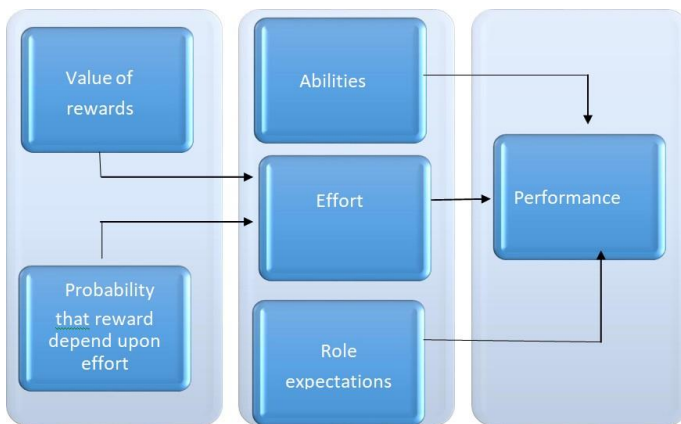 Value of
rewards
Probability
that reward
depend upon
effort
Abilities
Effort
Role
expectations
Performance